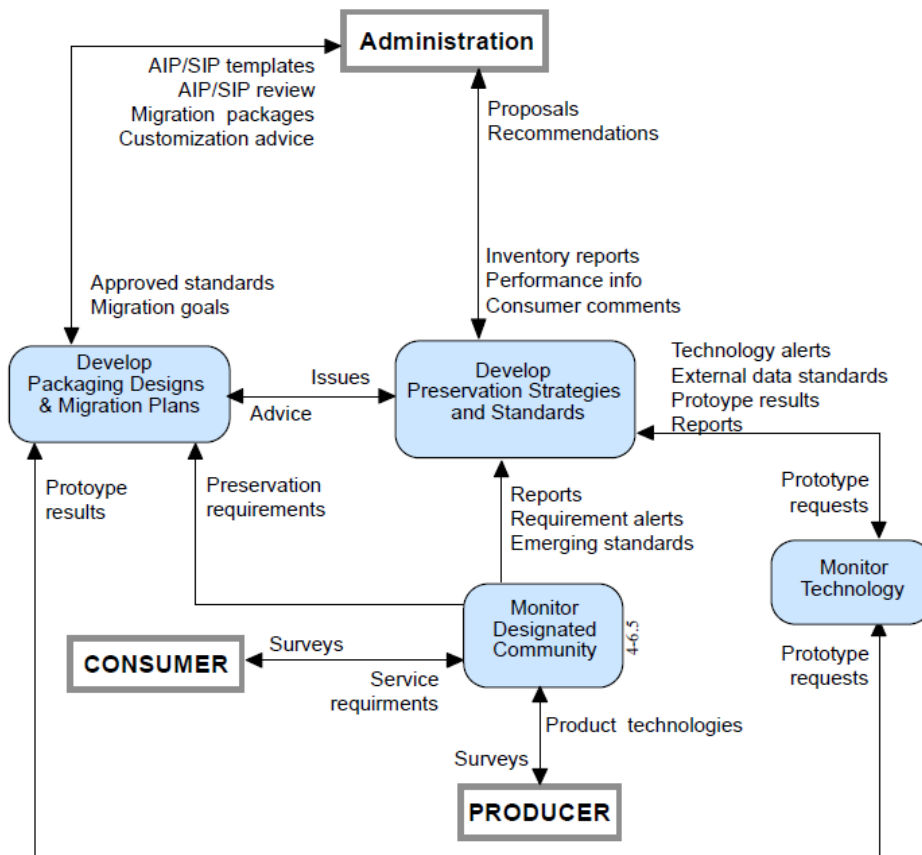 Administration
AIP/SIP templates
AIP/SIP review
Migration packages
Customization advice
Proposals
Recommendations
Approved standards
Migration goals
Inventory reports
Performance info
Consumer comments
Develop
Packaging Designs
& Migration Plans
Issues
Advice
Develop
Preservation Strategies
and Standards
Technology alerts
External data standards
Protoype results
Reports
Protoype
results
Preservation
requirements
Reports
Requirement alerts
Emerging standards
Prototype
requests
Monitor
Technology
Monitor
Designated
Community
4-6.5
CONSUMER
Surveys
Service
requirments
Prototype
requests
Product technologies
Surveys
PRODUCER